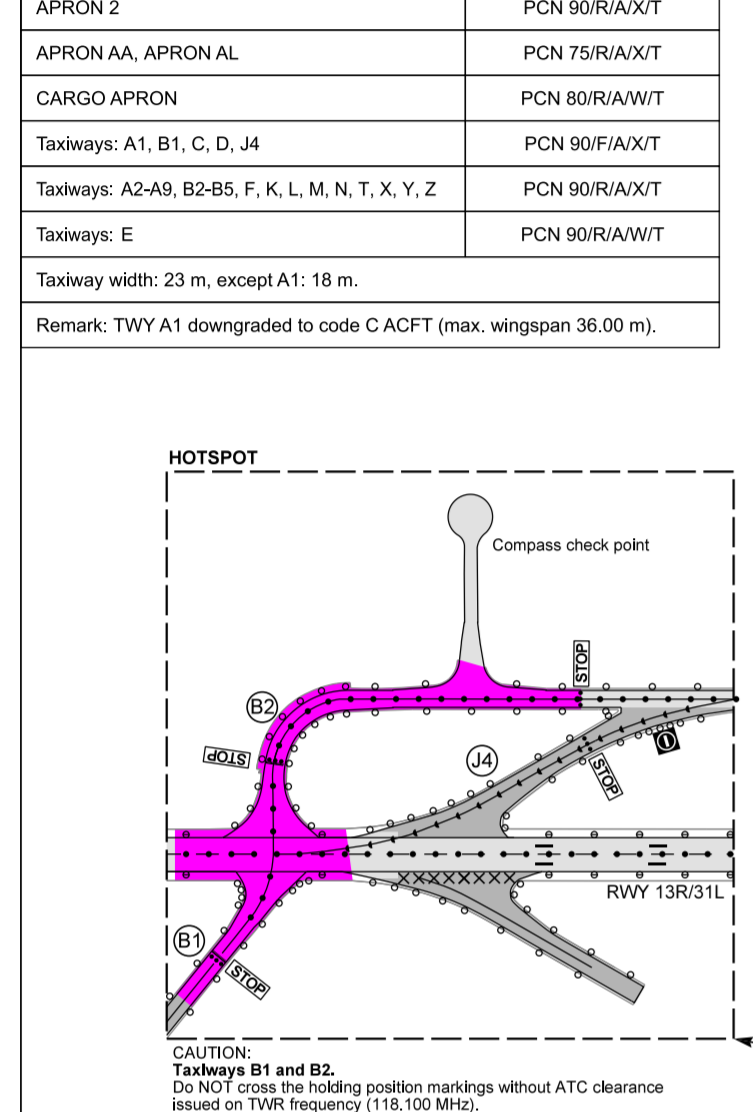 APRON 2 PCN 90/R/A/X/T
APRON AA, APRON AL PCN 75/R/A/X/T
CARGO APRON PCN 80/R/A/W/T
Taxiways: A1, B1, C, D, J4 PCN 90/F/A/X/T
Taxiways: A2-A9, B2-B5, F, K, L, M, N, T, X, Y, Z PCN 90/R/A/X/T
Taxiways: E PCN 90/R/A/W/T
Taxiway width: 23 m, except A1: 18 m.
Remark: TWY A1 downgraded to code C ACFT (max. wingspan 36.00 m).
HOTSPOT
Compass check point
STOP
B2
STOP
J4
STOP
RWY 13R/31L
B1
STOP
CAUTION:
Taxiways B1 and B2.
Do NOT cross the holding position markings without ATC clearance
issued on TWR frequency (118.100 MHz).